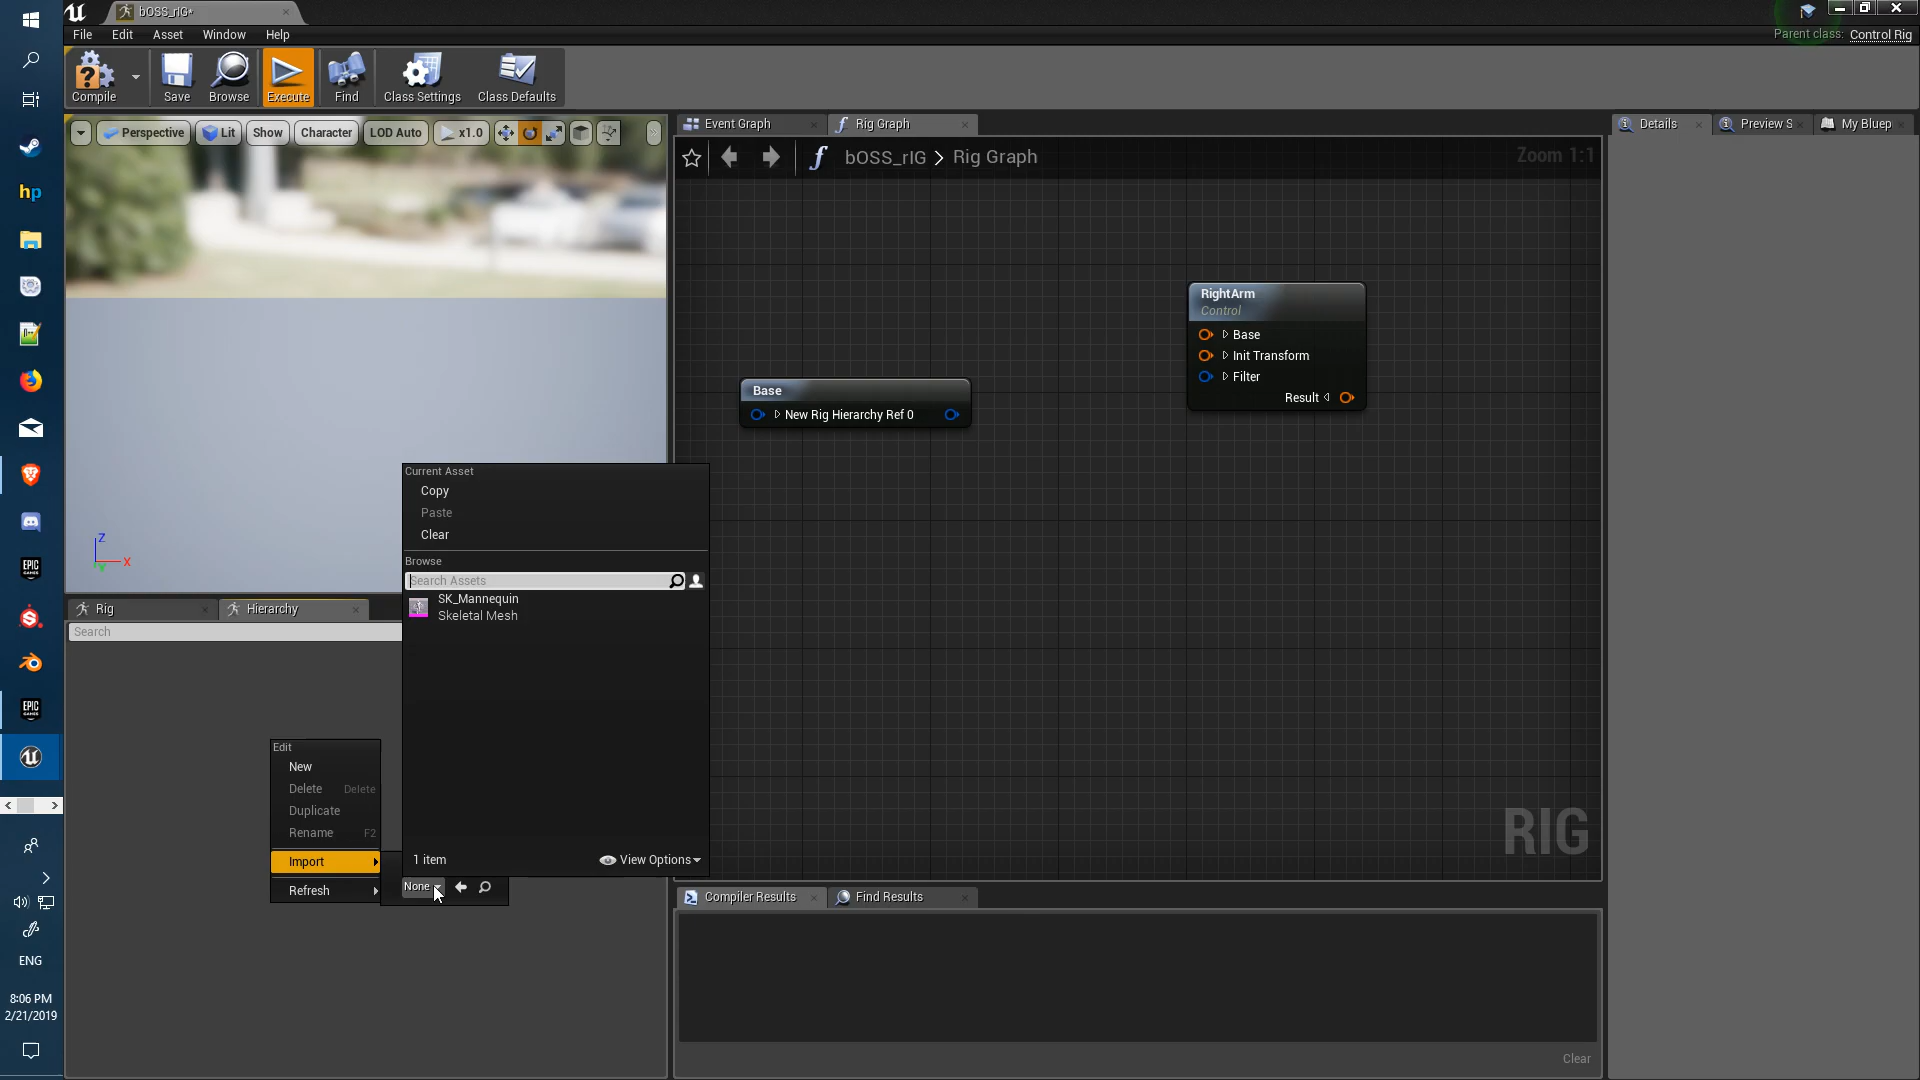 bOSS_rIG*
File Edit Asset Window Help
Parent class: Control Rig
Compile Save Browse Execute Find Class Settings Class Defaults
Perspective Lit Show Character LOD Auto x1.0
Event Graph
Rig Graph
Details
Preview S
My Bluep
bOSS_rIG > Rig Graph
Zoom 1:1
hp
RightArm
Control
Base
Init Transform
Filter
Result
Base
New Rig Hierarchy Ref 0
Z
X
Y
Current Asset
Copy
Paste
Clear
Browse
Search Assets
SK_Mannequin
Skeletal Mesh
1 item
View Options
Rig
Hierarchy
Search
Edit
New
Delete Delete
Duplicate
Rename F2
Import
Refresh
None
RIG
Compiler Results
Find Results
Clear
EPIC
GAMES
EPIC
GAMES
ENG
8:06 PM
2/21/2019